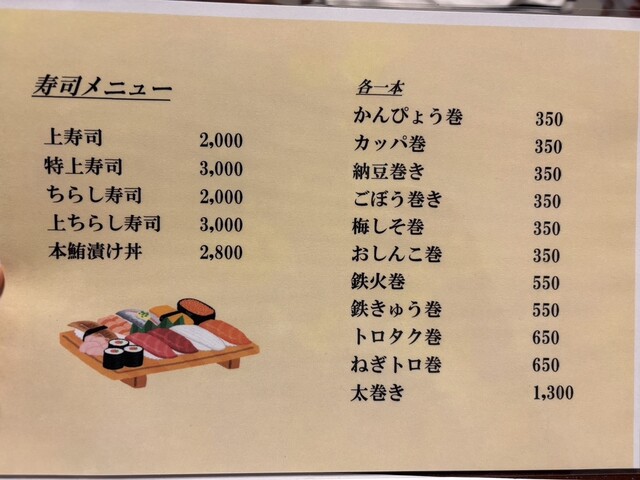 寿司メニュー
上寿司 2,000
特上寿司 3,000
ちらし寿司 2,000
上ちらし寿司 3,000
本鮪漬け丼 2,800
各一本
かんぴょう巻 350
カッパ巻 350
納豆巻き 350
ごぼう巻き 350
梅しそ巻 350
おしんこ巻 350
鉄火巻 550
鉄きゅう巻 550
トロタク巻 650
ねぎトロ巻 650
太巻き 1,300